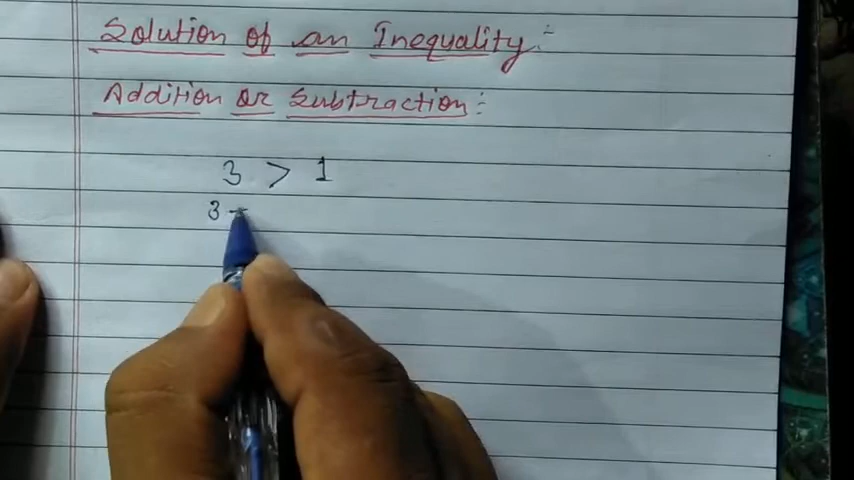 Solution of an Inequality:-
Addition or Subtraction:-
3 > 1
3 -